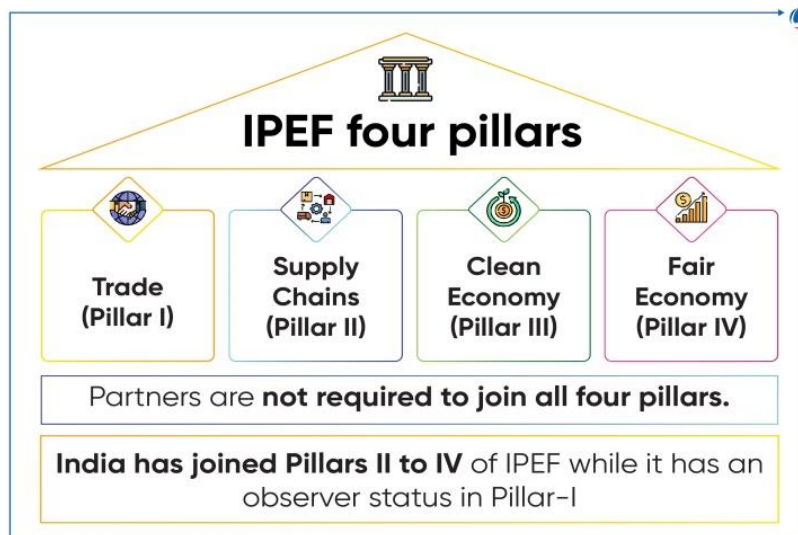 IPEF four pillars
Trade
(Pillar I)
Supply
Chains
(Pillar II)
Clean
Economy
(Pillar III)
Fair
Economy
(Pillar IV)
Partners are not required to join all four pillars.
India has joined Pillars II to IV of IPEF while it has an
observer status in Pillar-I